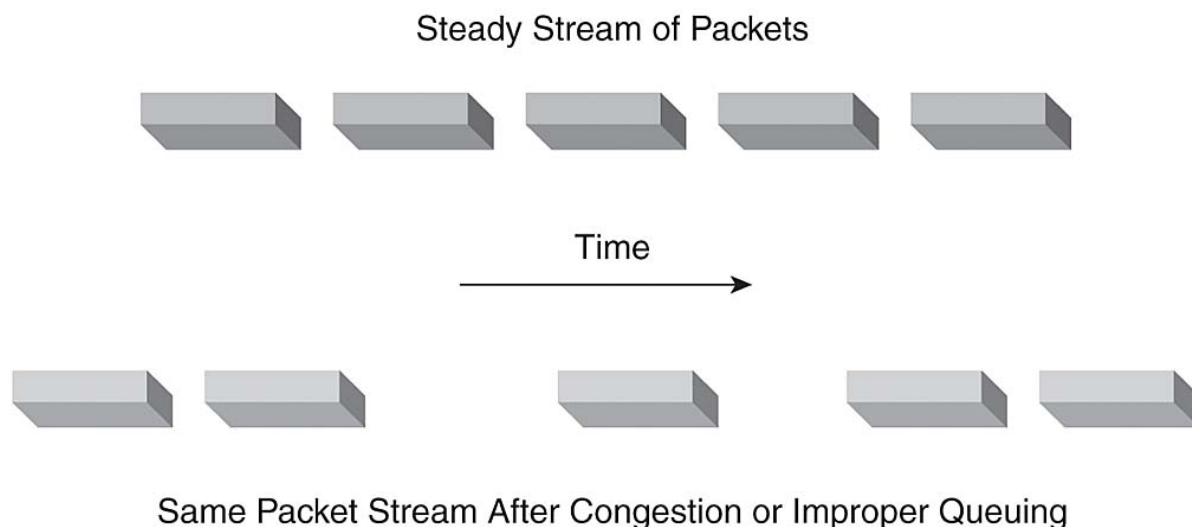 Steady Stream of Packets
Time
Same Packet Stream After Congestion or Improper Queuing